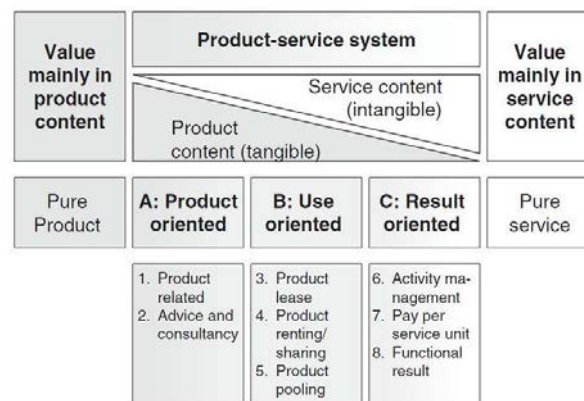 Value
mainly in
product
content
Product-service system
Service content
(intangible)
Product
content (tangible)
Value
mainly in
service
content
Pure
Product
A: Product
oriented
B: Use
oriented
C: Result
oriented
Pure
service
1. Product
related
2. Advice and
consultancy
3. Product
lease
4. Product
renting/
sharing
5. Product
pooling
6. Activity ma-
nagement
7. Pay per
service unit
8. Functional
result